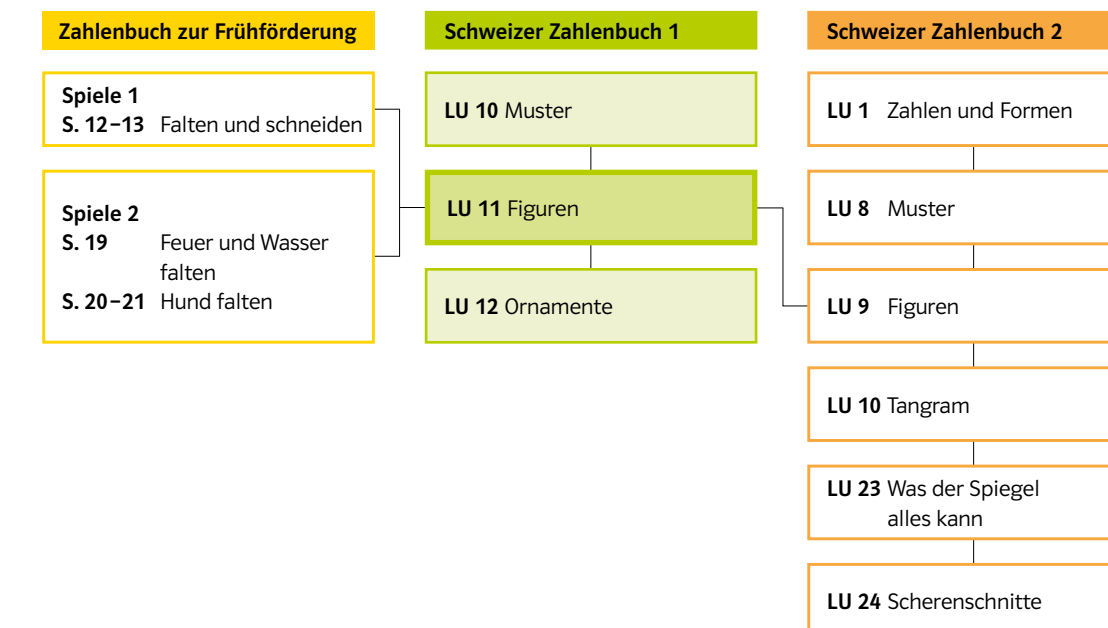 Zahlenbuch zur Frühförderung
Spiele 1
S. 12–13 Falten und schneiden
Spiele 2
S. 19 Feuer und Wasser
falten
S. 20–21 Hund falten
Schweizer Zahlenbuch 1
LU 10 Muster
LU 11 Figuren
LU 12 Ornamente
Schweizer Zahlenbuch 2
LU 1 Zahlen und Formen
LU 8 Muster
LU 9 Figuren
LU 10 Tangram
LU 23 Was der Spiegel
alles kann
LU 24 Scherenschnitte